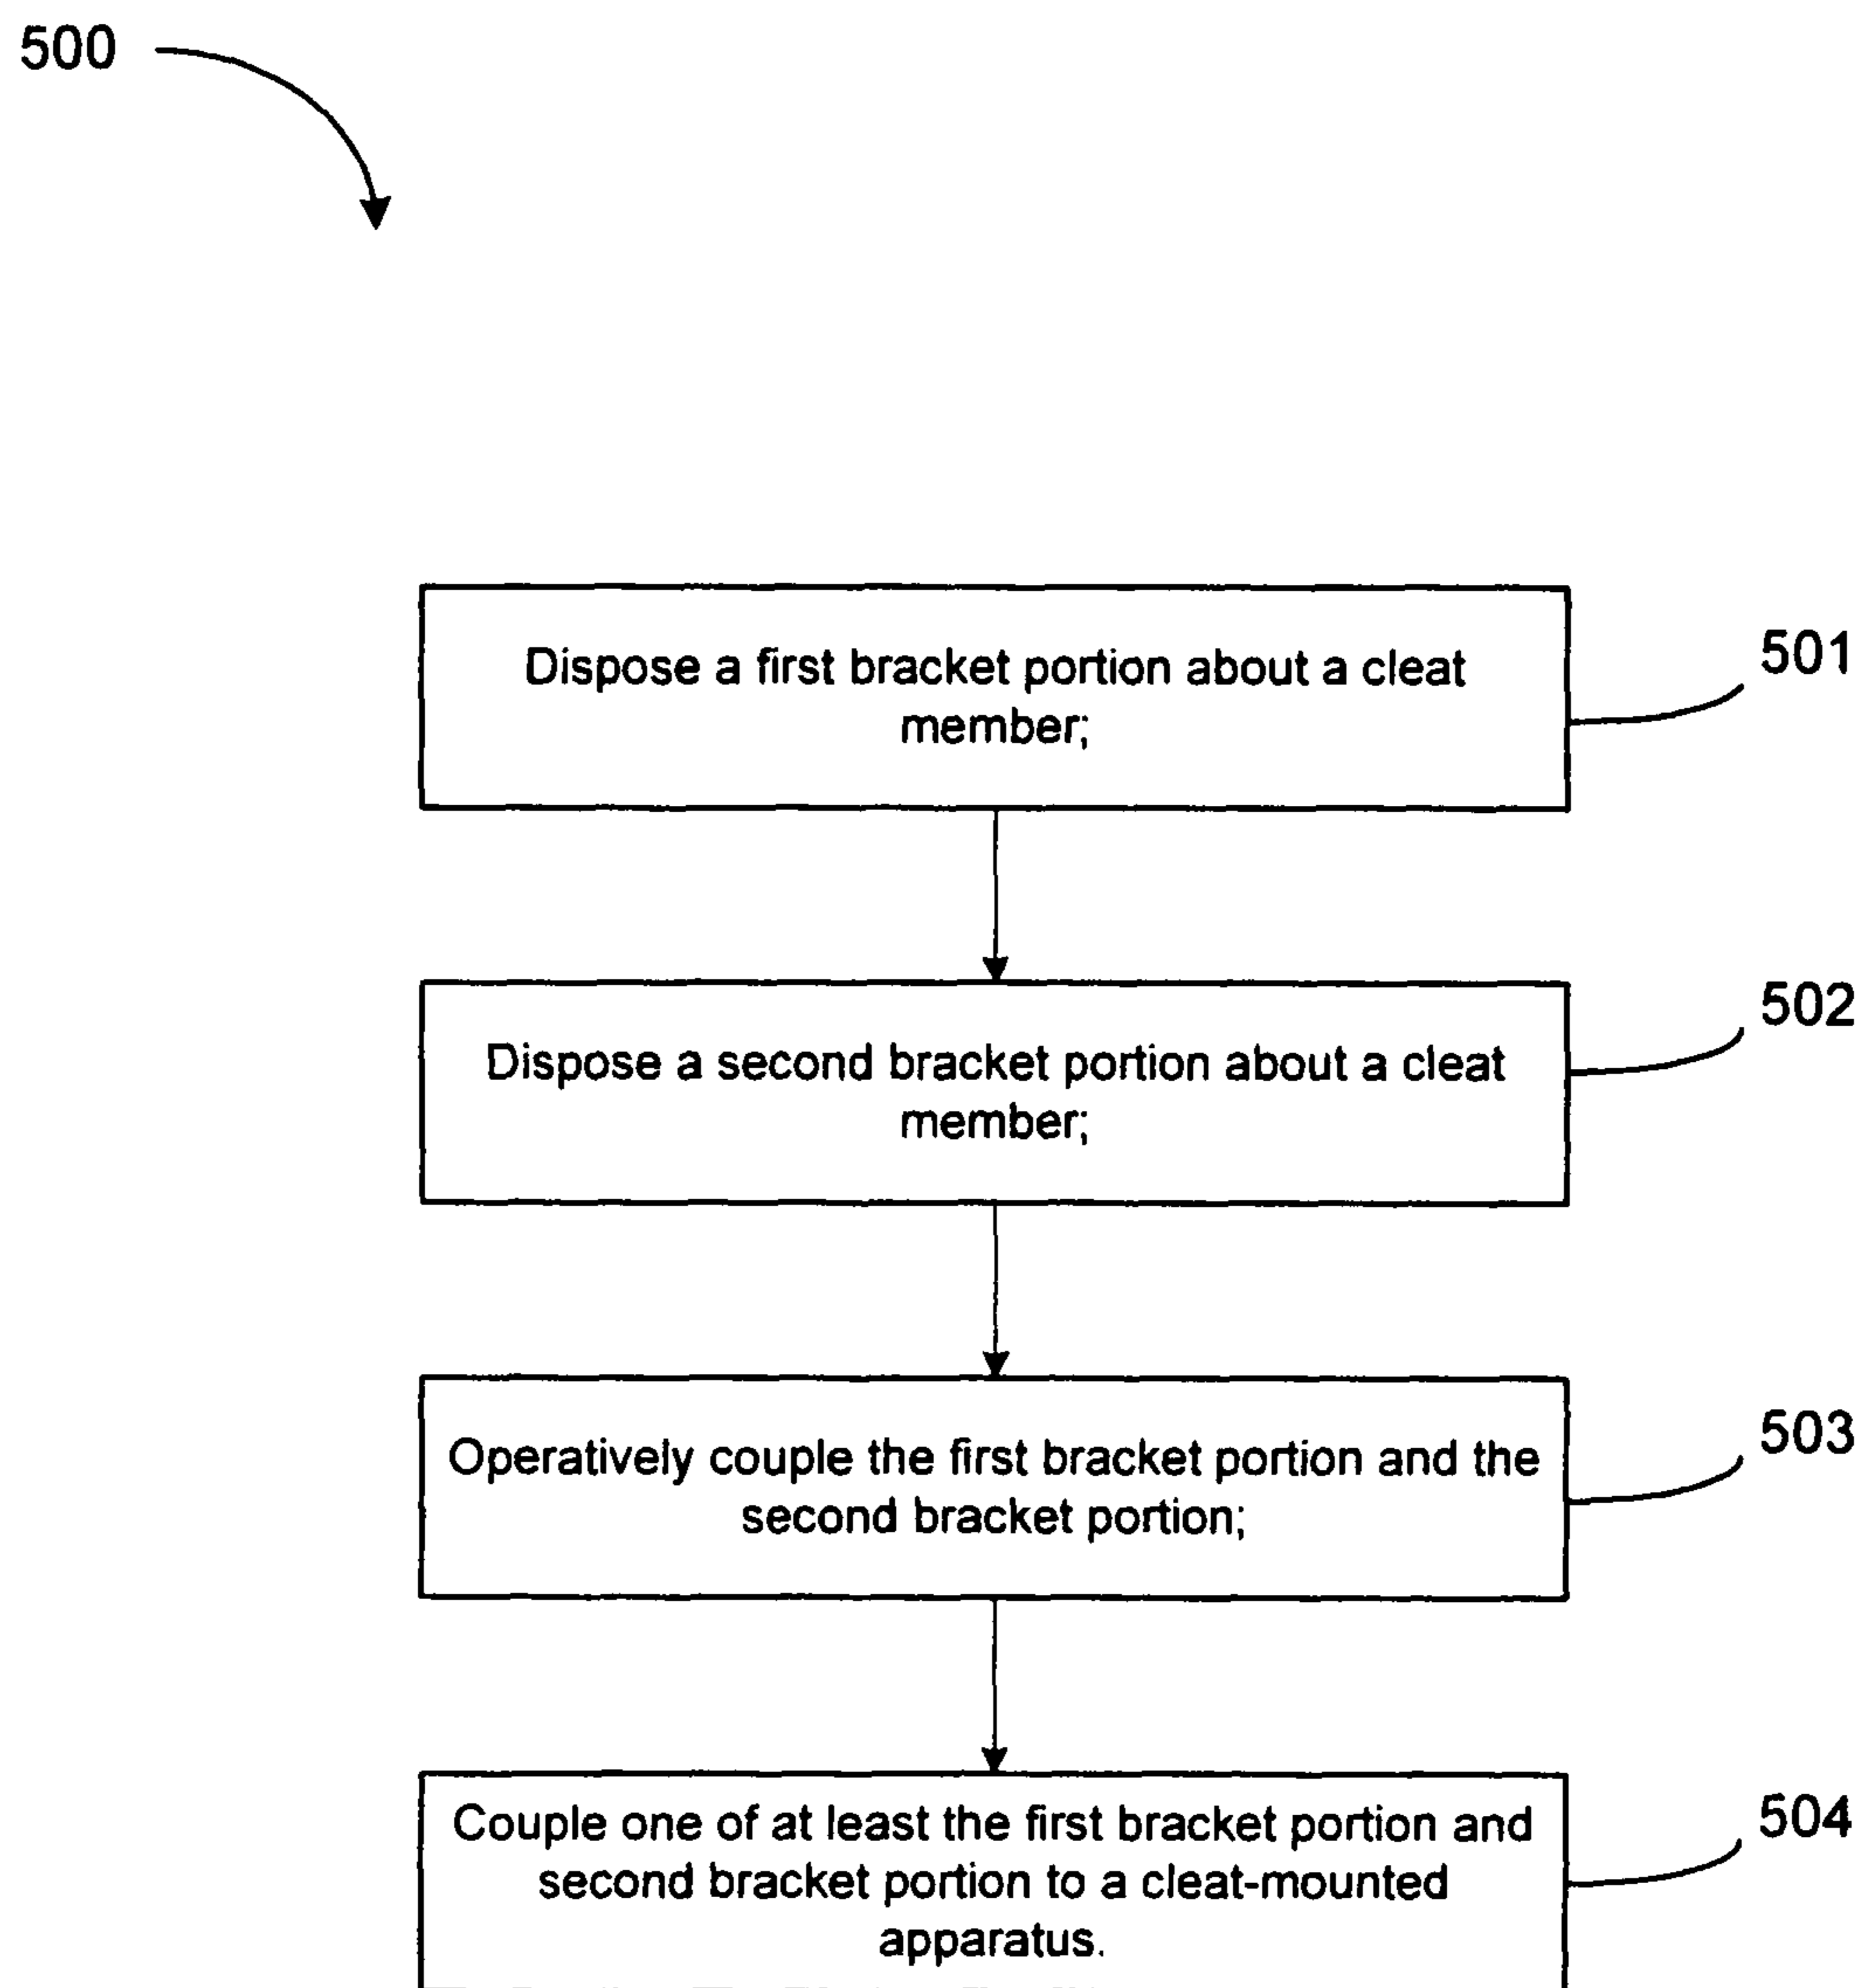 500
Dispose a first bracket portion about a cleat
member;
501
Dispose a second bracket portion about a cleat
member;
502
Operatively couple the first bracket portion and the
second bracket portion;
503
Couple one of at least the first bracket portion and
second bracket portion to a cleat-mounted
apparatus.
504